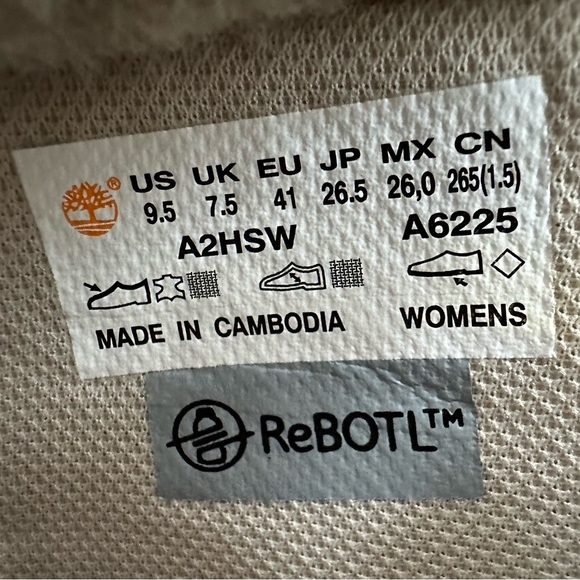 ® US UK EU JP MX CN
9.5 7.5 41 26.5 26,0 265(1.5)
A2HSW A6225
MADE IN CAMBODIA WOMENS
ReBOTL™